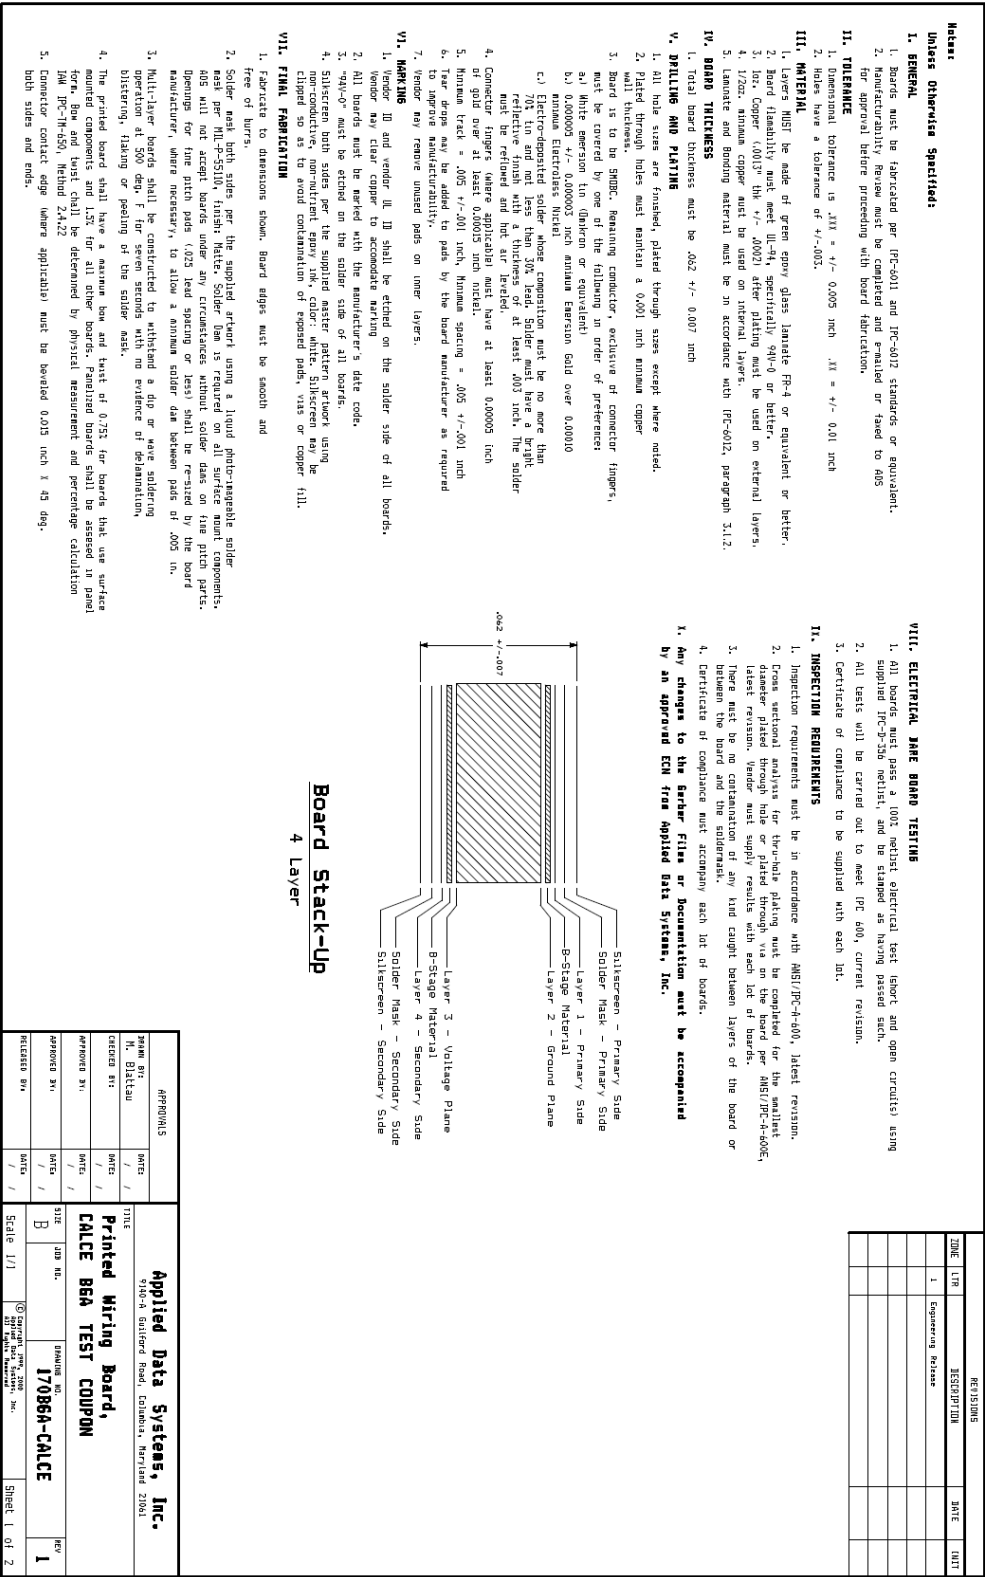 Notes:
Unless Otherwise Specified:
I. GENERAL
1. Boards must be fabricated per IPC-6011 and IPC-6012 standards or equivalent.
2. Manufacturability Review must be completed and e-mailed or faxed to ADS
for approval before proceeding with board fabrication.
II. TOLERANCE
1. Dimensional tolerance is .XXX = +/- 0.005 inch .XX = +/- 0.01 inch
2. Holes have a tolerance of +/-.003.
III. MATERIAL
1. Layers MUST be made of green epoxy glass laminate FR-4 or equivalent or better.
2. Board flamability must meet UL-94, specifically 94V-0 or better.
3. 1oz. Copper (.0013" thk +/- .0002) after plating must be used on external layers.
4. 1/2oz. minimum copper must be used on internal layers.
5. Laminate and Bonding material must be in accordance with IPC-6012, paragraph 3.1.2.
IV. BOARD THICKNESS
1. Total board thickness must be .062 +/- 0.007 inch
V. DRILLING AND PLATING
1. All hole sizes are finished, plated through sizes except where noted.
2. Plated through holes must maintain a 0.001 inch minimum copper
wall thickness.
3. Board is to be SMOBC. Remaining conductor, exclusive of connector fingers,
must be covered by one of the following in order of preference:
a.) White emersion tin (Omikron or equivalent)
b.) 0.000005 +/- 0.000003 inch minimum Emersion Gold over 0.00010
minimum Electroless Nickel
c.) Electro-deposited solder whose composition must be no more than
70% tin and not less than 30% lead. Solder must have a bright
reflective finish with a thickness of at least .003 inch. The solder
must be reflowed and hot air leveled.
4. Connector fingers (where applicable) must have at least 0.00005 inch
of gold over at least 0.00015 inch nickel.
5. Minimum track = .005 +/-.001 inch, Minimum spacing = .005 +/-.001 inch
6. Tear drops may be added to pads by the board manufacturer as required
to improve manufacturability.
7. Vendor may remove unused pads on inner layers.
VI. MARKING
1. Vendor ID and vendor UL ID shall be etched on the solder side of all boards.
Vendor may clear copper to accomodate marking
2. All boards must be marked with the manufacturer's date code.
3. "94V-0" must be etched on the solder side of all boards.
4. Silkscreen both sides per the supplied master pattern artwork using
non-conductive, non-nutrient epoxy ink, color: white. Silkscreen may be
clipped so as to avoid contamination of exposed pads, vias or copper fill.
VII. FINAL FABRICATION
1. Fabricate to dimensions shown. Board edges must be smooth and
free of burrs.
2. Solder mask both sides per the supplied artwork using a liquid photo-imageable solder
mask per MIL-P-55110, finish: Matte. Solder Dam is required on all surface mount components.
ADS will not accept boards under any circumstances without solder dams on fine pitch parts.
Openings for fine pitch pads (.025 lead spacing or less) shall be re-sized by the board
manufacturer, where necessary, to allow a minimum solder dam between pads of .005 in.
3. Multi-layer boards shall be constructed to withstand a dip or wave soldering
operation at 500 deg. F for seven seconds with no evidence of delamination,
blistering, flaking or peeling of the solder mask.
4. The printed board shall have a maximum bow and twist of 0.75% for boards that use surface
mounted components and 1.5% for all other boards. Panelized boards shall be assesed in panel
form. Bow and twist shall be determined by physical measurement and percentage calculation
IAW IPC-TM-650, Method 2.4.22
5. Connector contact edge (where applicable) must be beveled 0.015 inch X 45 deg.
both sides and ends.
VIII. ELECTRICAL BARE BOARD TESTING
1. All boards must pass a 100% netlist electrical test (short and open circuits) using
supplied IPC-D-356 netlist, and be stamped as having passed such.
2. All tests will be carried out to meet IPC 600, current revision.
3. Certificate of compliance to be supplied with each lot.
IX. INSPECTION REQUIREMENTS
1. Inspection requirements must be in accordance with ANSI/IPC-A-600, latest revision.
2. Cross sectional analysis for thru-hole plating must be completed for the smallest
diameter plated through hole or plated through via on the board per ANSI/IPC-A-600E,
latest revision. Vendor must supply results with each lot of boards.
3. There must be no contamination of any kind caught between layers of the board or
between the board and the soldermask.
4. Certificate of compliance must accompany each lot of boards.
X. Any changes to the Gerber Files or Documentation must be accompanied
by an approved ECN from Applied Data Systems, Inc.
.062 +/-.007
Silkscreen - Primary Side
Solder Mask - Primary Side
Layer 1 - Primary Side
B-Stage Material
Layer 2 - Ground Plane
Layer 3 - Voltage Plane
B-Stage Material
Layer 4 - Secondary Side
Solder Mask - Secondary Side
Silkscreen - Secondary Side
Board Stack-Up
4 Layer
REVISIONS
ZONE LTR DESCRIPTION DATE INIT
1 Engineering Release
APPROVALS
DRAWN BY: DATE:
M. Blattau / /
CHECKED BY: DATE:
/ /
APPROVED BY: DATE:
/ /
APPROVED BY: DATE:
/ /
RELEASED BY: DATE:
/ /
Applied Data Systems, Inc.
9140-A Guilford Road, Columbia, Maryland 21061
TITLE
Printed Wiring Board,
CALCE BGA TEST COUPON
SIZE JOB NO. DRAWING NO. REV
B 170BGA-CALCE 1
Scale 1/1
© Copyright 1999, 2000
Applied Data Systems, Inc.
All Rights Reserved
Sheet 1 of 2